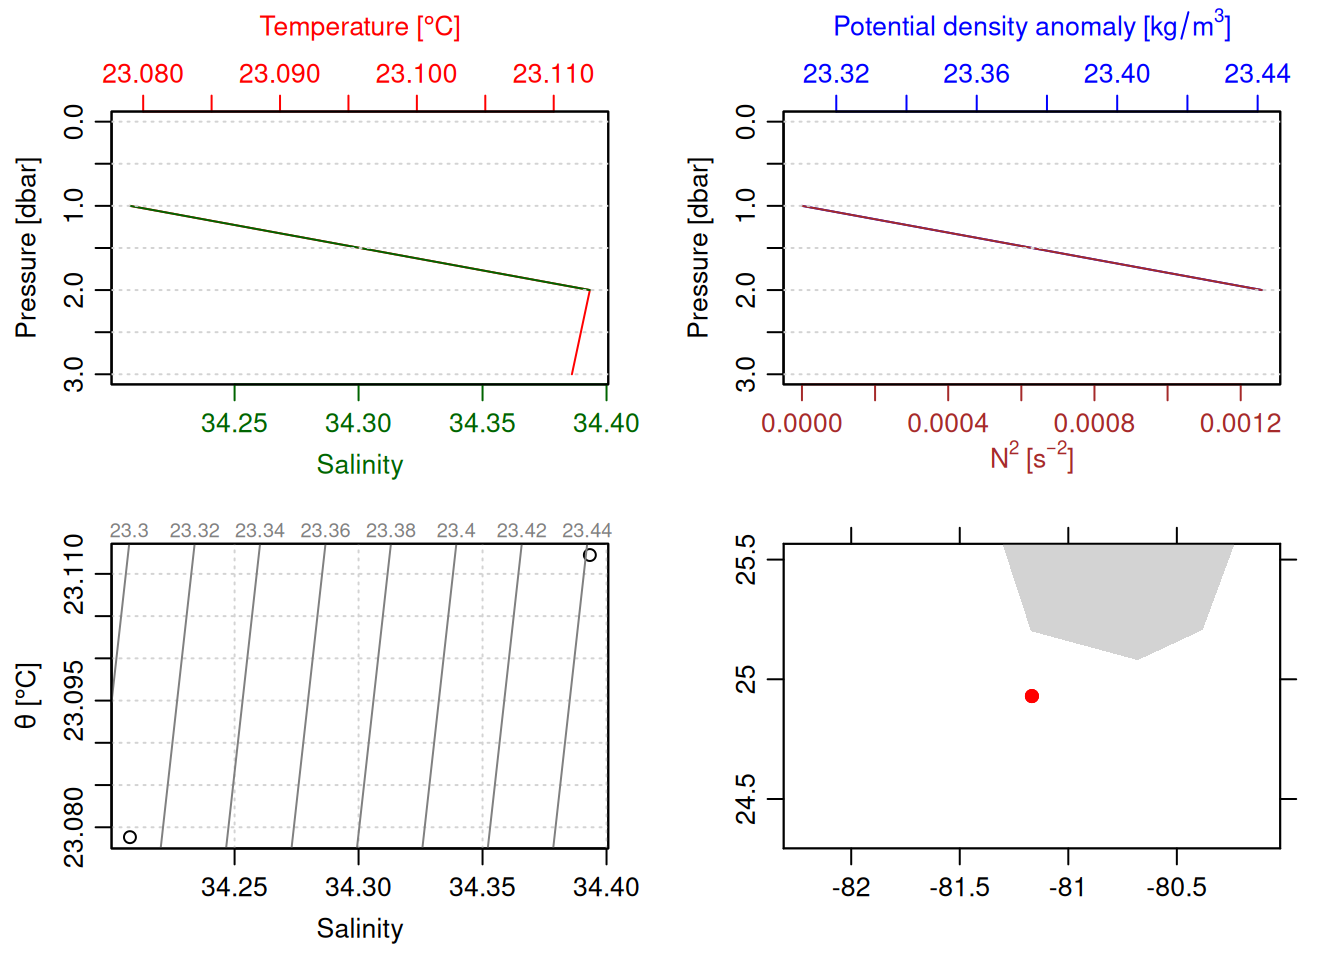 Temperature [°C]
23.080 23.090 23.100 23.110
Pressure [dbar]
0.0 1.0 2.0 3.0
34.25 34.30 34.35 34.40
Salinity
Potential density anomaly [kg/m³]
23.32 23.36 23.40 23.44
Pressure [dbar]
0.0 1.0 2.0 3.0
0.0000 0.0004 0.0008 0.0012
N² [s⁻²]
23.3 23.32 23.34 23.36 23.38 23.4 23.42 23.44
θ [°C]
23.110 23.095 23.080
34.25 34.30 34.35 34.40
Salinity
25.5 25 24.5
-82 -81.5 -81 -80.5